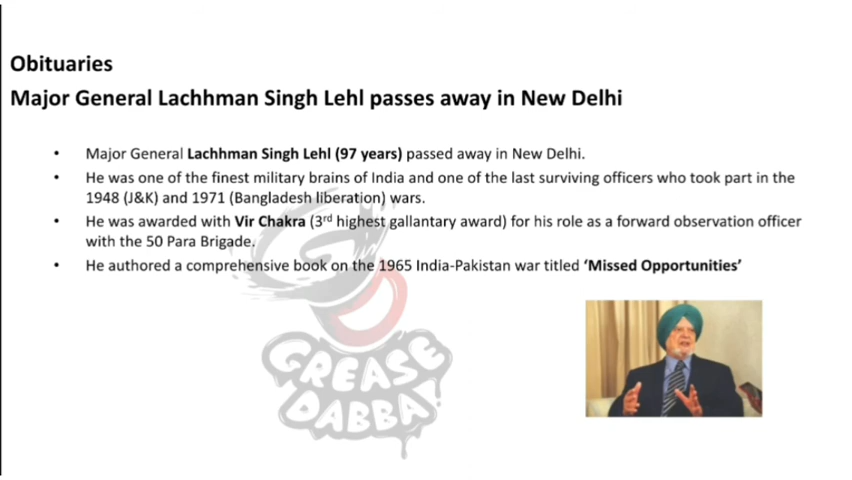 Obituaries
Major General Lachhman Singh Lehl passes away in New Delhi
• Major General Lachhman Singh Lehl (97 years) passed away in New Delhi.
• He was one of the finest military brains of India and one of the last surviving officers who took part in the
1948 (J&K) and 1971 (Bangladesh liberation) wars.
• He was awarded with Vir Chakra (3rd highest gallantary award) for his role as a forward observation officer
with the 50 Para Brigade.
• He authored a comprehensive book on the 1965 India-Pakistan war titled ‘Missed Opportunities’
GREASE
DABBA